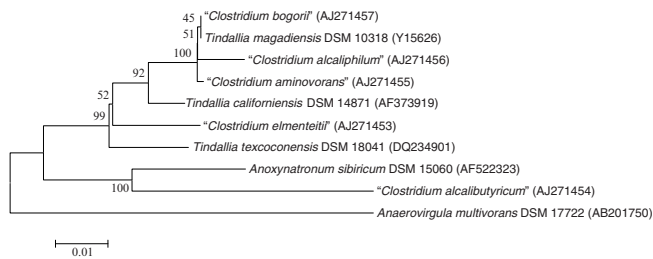 45
"Clostridium bogorii" (AJ271457)
51
Tindallia magadiensis DSM 10318 (Y15626)
100
"Clostridium alcaliphilum" (AJ271456)
92
"Clostridium aminovorans" (AJ271455)
52
Tindallia californiensis DSM 14871 (AF373919)
99
"Clostridium elmenteitii" (AJ271453)
Tindallia texcoconensis DSM 18041 (DQ234901)
Anoxynatronum sibiricum DSM 15060 (AF522323)
100
"Clostridium alcalibutyricum" (AJ271454)
Anaerovirgula multivorans DSM 17722 (AB201750)
0.01